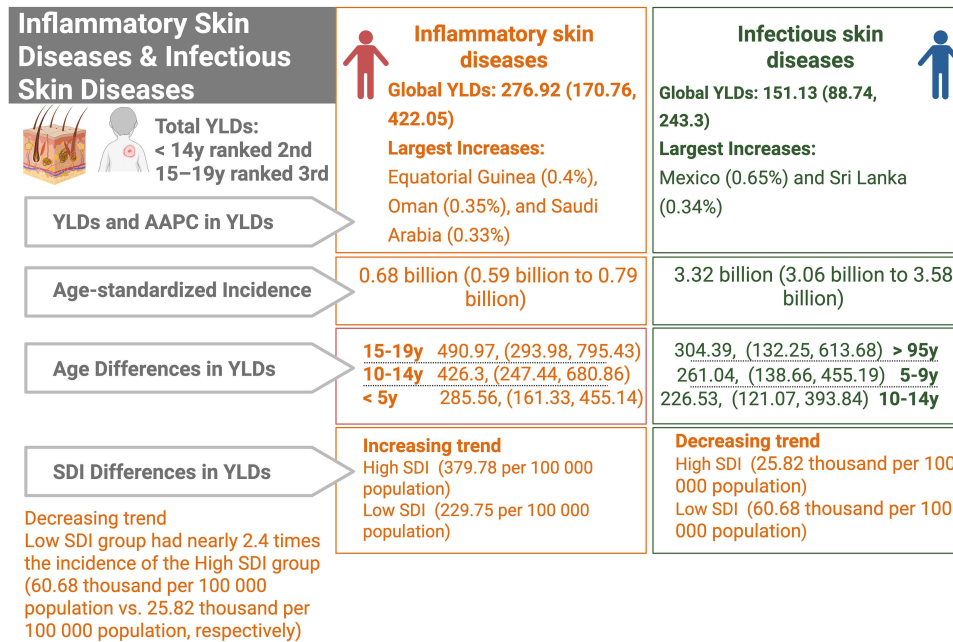 Inflammatory Skin
Diseases & Infectious
Skin Diseases
Total YLDs:
< 14y ranked 2nd
15–19y ranked 3rd
Inflammatory skin
diseases
Global YLDs: 276.92 (170.76,
422.05)
Largest Increases:
Equatorial Guinea (0.4%),
Oman (0.35%), and Saudi
Arabia (0.33%)
Infectious skin
diseases
Global YLDs: 151.13 (88.74,
243.3)
Largest Increases:
Mexico (0.65%) and Sri Lanka
(0.34%)
YLDs and AAPC in YLDs
Age-standardized Incidence
0.68 billion (0.59 billion to 0.79
billion)
3.32 billion (3.06 billion to 3.58
billion)
Age Differences in YLDs
15-19y 490.97, (293.98, 795.43)
10-14y 426.3, (247.44, 680.86)
< 5y 285.56, (161.33, 455.14)
304.39, (132.25, 613.68) > 95y
261.04, (138.66, 455.19) 5-9y
226.53, (121.07, 393.84) 10-14y
SDI Differences in YLDs
Increasing trend
High SDI (379.78 per 100 000
population)
Low SDI (229.75 per 100 000
population)
Decreasing trend
High SDI (25.82 thousand per 100
000 population)
Low SDI (60.68 thousand per 100
000 population)
Decreasing trend
Low SDI group had nearly 2.4 times
the incidence of the High SDI group
(60.68 thousand per 100 000
population vs. 25.82 thousand per
100 000 population, respectively)